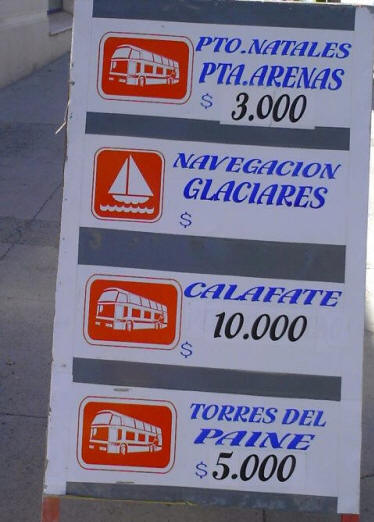 PTO.NATALES
PTA.ARENAS
$ 3.000
NAVEGACION
GLACIARES
$
CALAFATE
$ 10.000
TORRES DEL
PAINE
$ 5.000